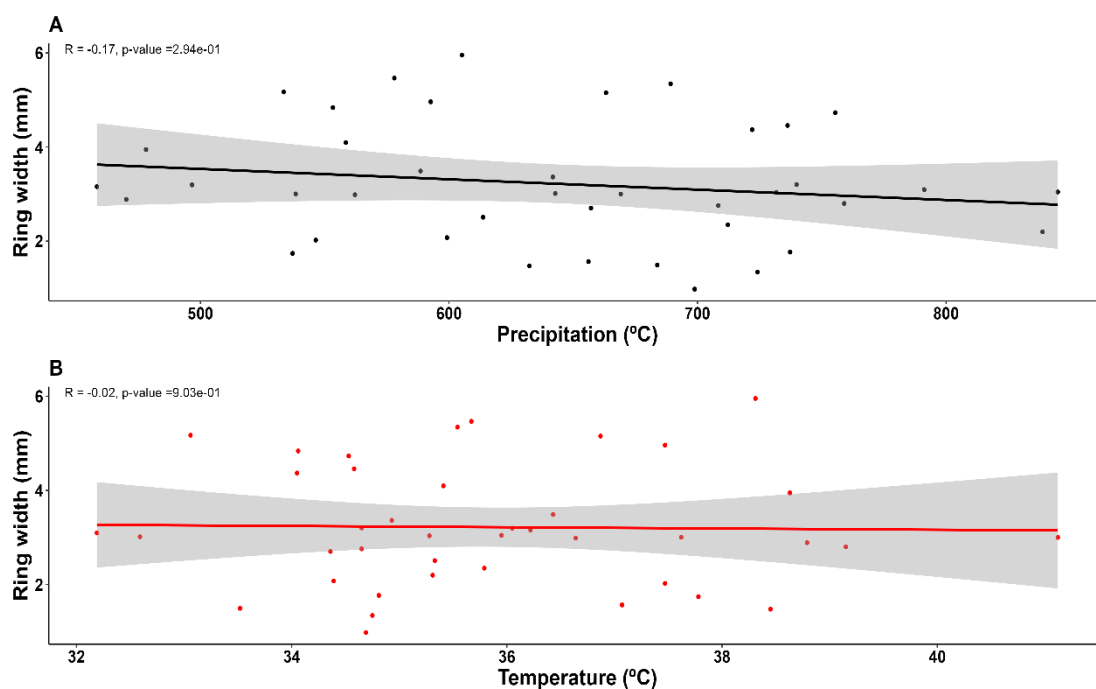 A
R = -0.17, p-value =2.94e-01
6
4
2
Ring width (mm)
500 600 700 800
Precipitation (ºC)
B
R = -0.02, p-value =9.03e-01
6
4
2
Ring width (mm)
32 34 36 38 40
Temperature (ºC)